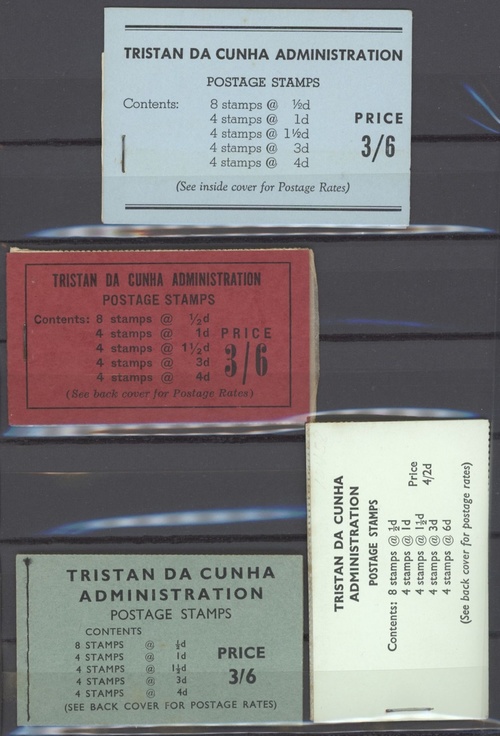 TRISTAN DA CUNHA ADMINISTRATION
POSTAGE STAMPS
Contents: 8 stamps @ ½d
4 stamps @ 1d
4 stamps @ 1½d
4 stamps @ 3d
4 stamps @ 4d
PRICE
3/6
(See inside cover for Postage Rates)
TRISTAN DA CUNHA ADMINISTRATION
POSTAGE STAMPS
Contents: 8 stamps @ ½d
4 stamps @ 1d
4 stamps @ 1½d
4 stamps @ 3d
4 stamps @ 4d
PRICE
3/6
(See back cover for Postage Rates)
TRISTAN DA CUNHA
ADMINISTRATION
POSTAGE STAMPS
Contents: 8 stamps @ ½d
4 stamps @ 1d
4 stamps @ 1½d
4 stamps @ 3d
4 stamps @ 6d
Price
4/2d
(See back cover for postage rates)
TRISTAN DA CUNHA
ADMINISTRATION
POSTAGE STAMPS
CONTENTS
8 STAMPS @ ½d
4 STAMPS @ 1d
4 STAMPS @ 1½d
4 STAMPS @ 3d
4 STAMPS @ 4d
PRICE
3/6
(SEE BACK COVER FOR POSTAGE RATES)